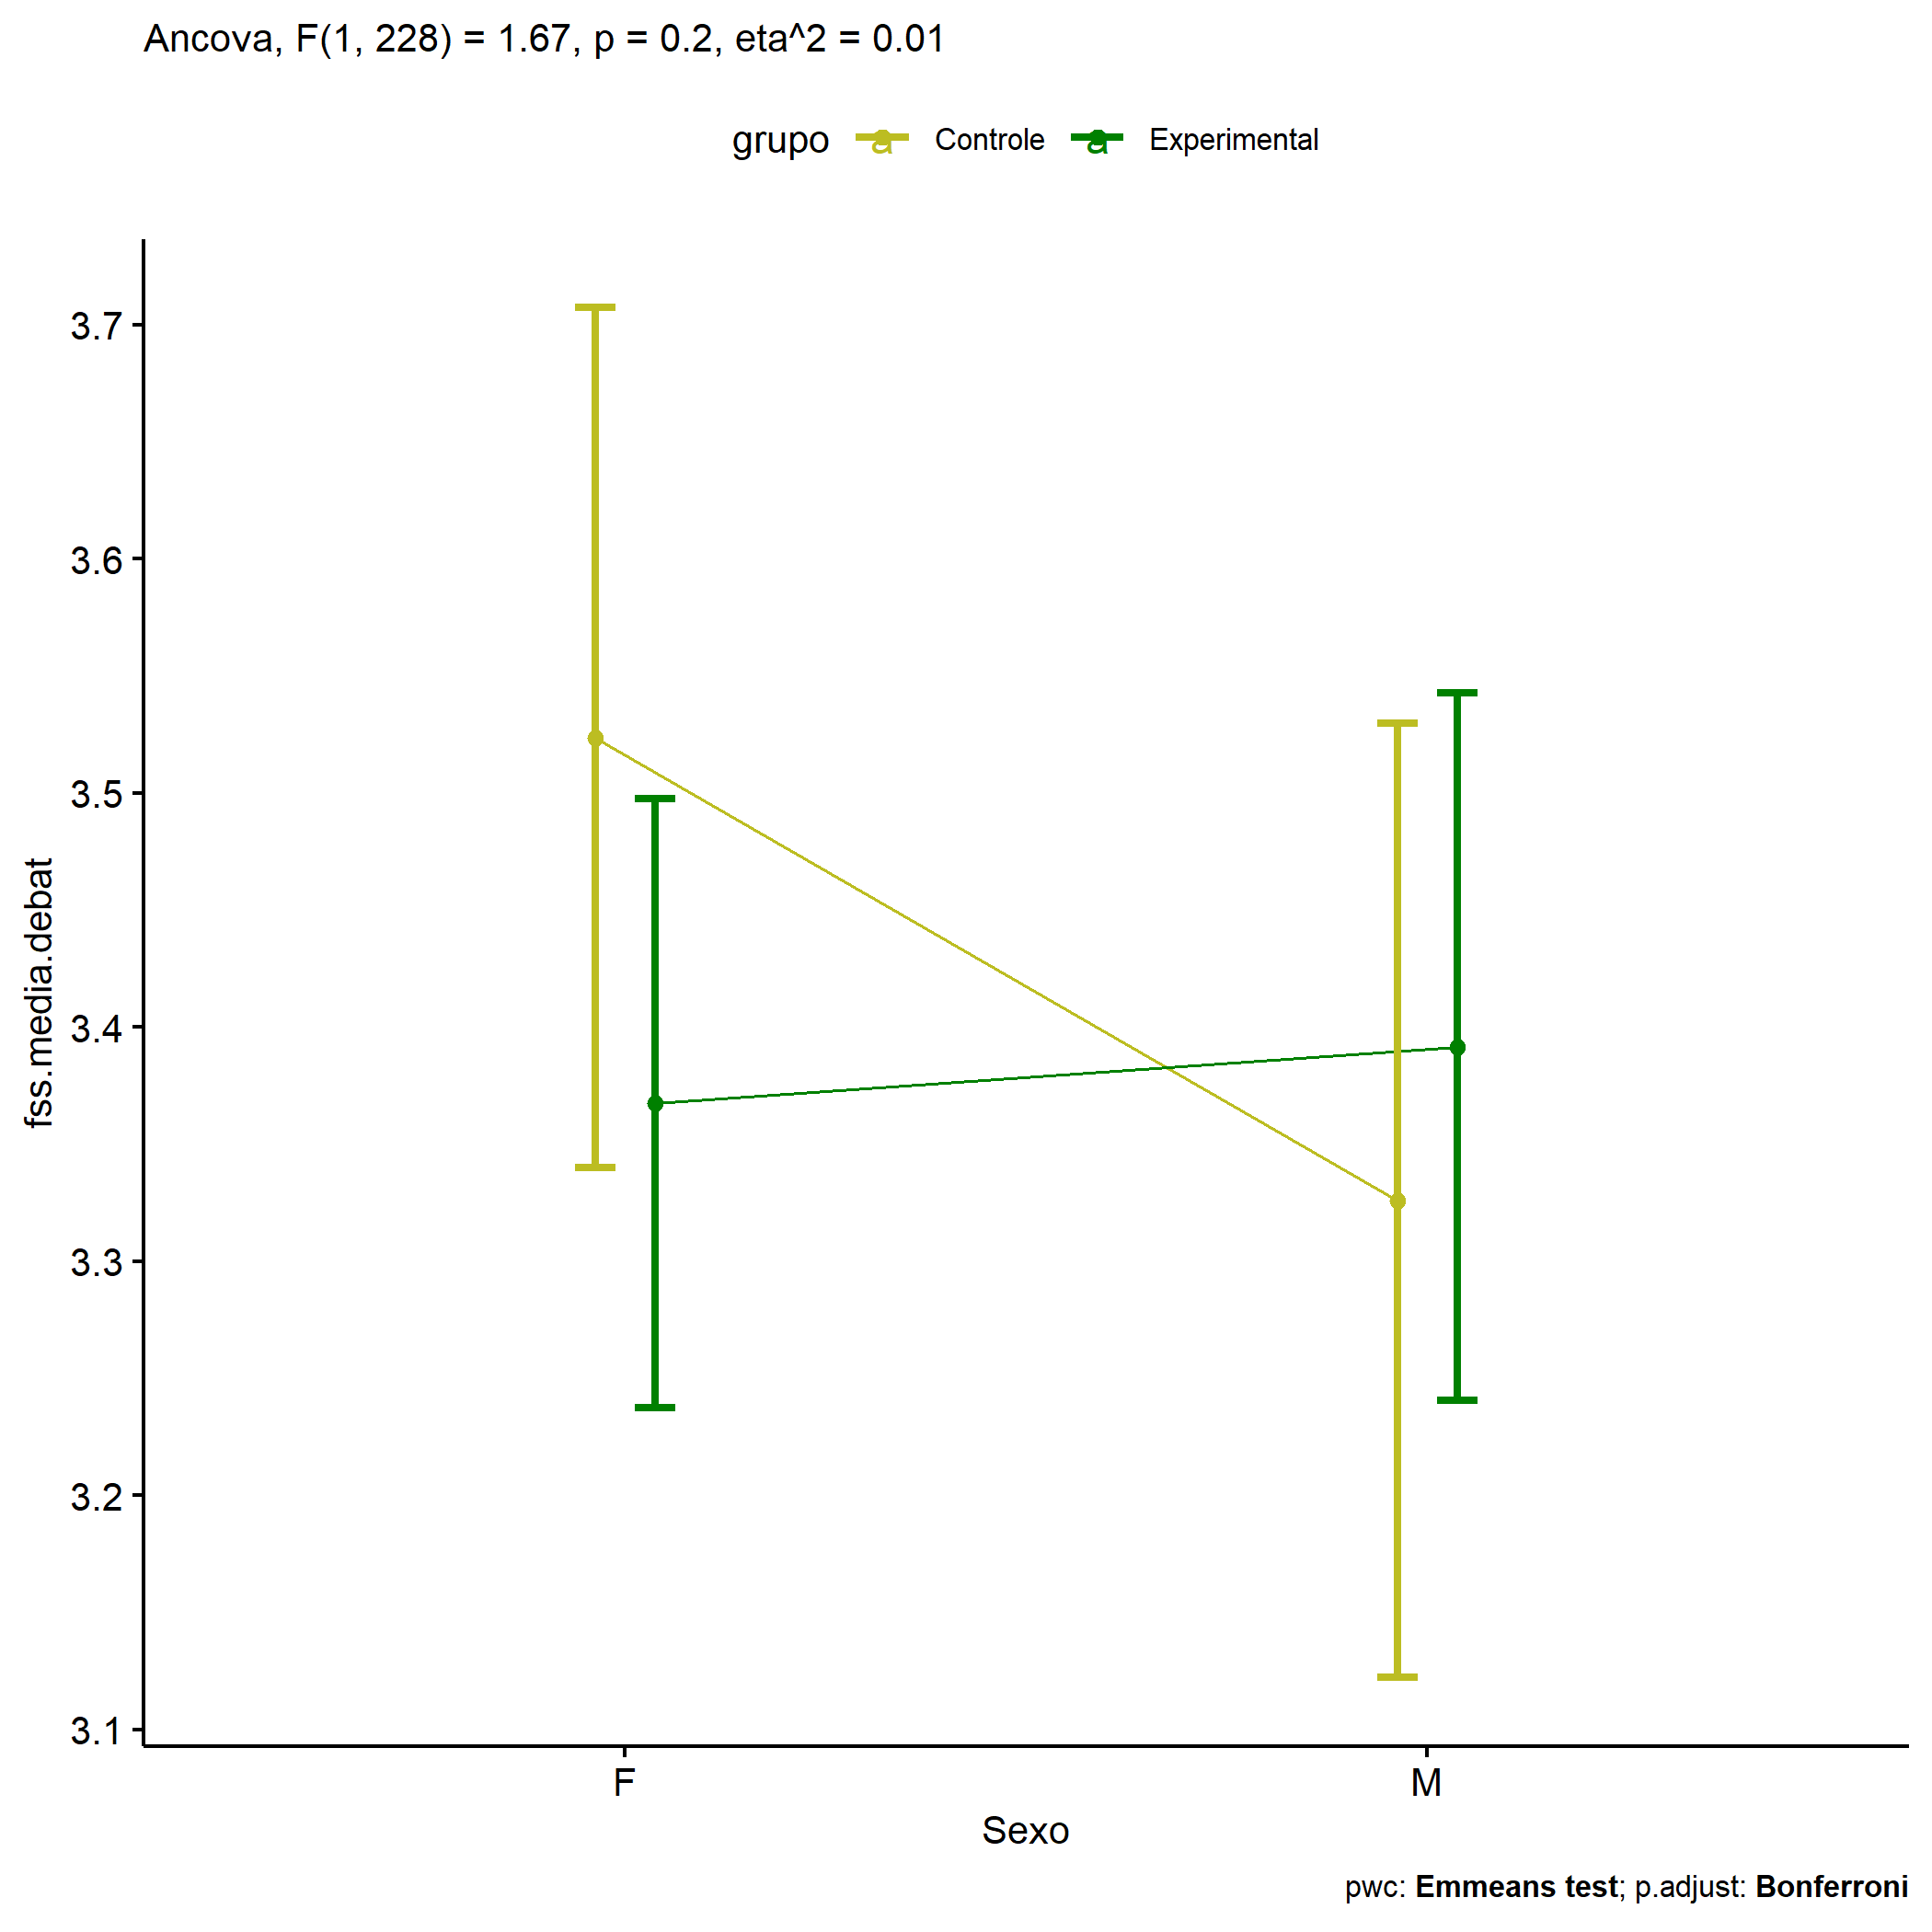 Ancova, F(1, 228) = 1.67, p = 0.2, eta^2 = 0.01
grupo a Controle a Experimental
3.7
3.6
3.5
3.4
3.3
3.2
3.1
fss.media.debat
F M
Sexo
pwc: Emmeans test; p.adjust: Bonferroni